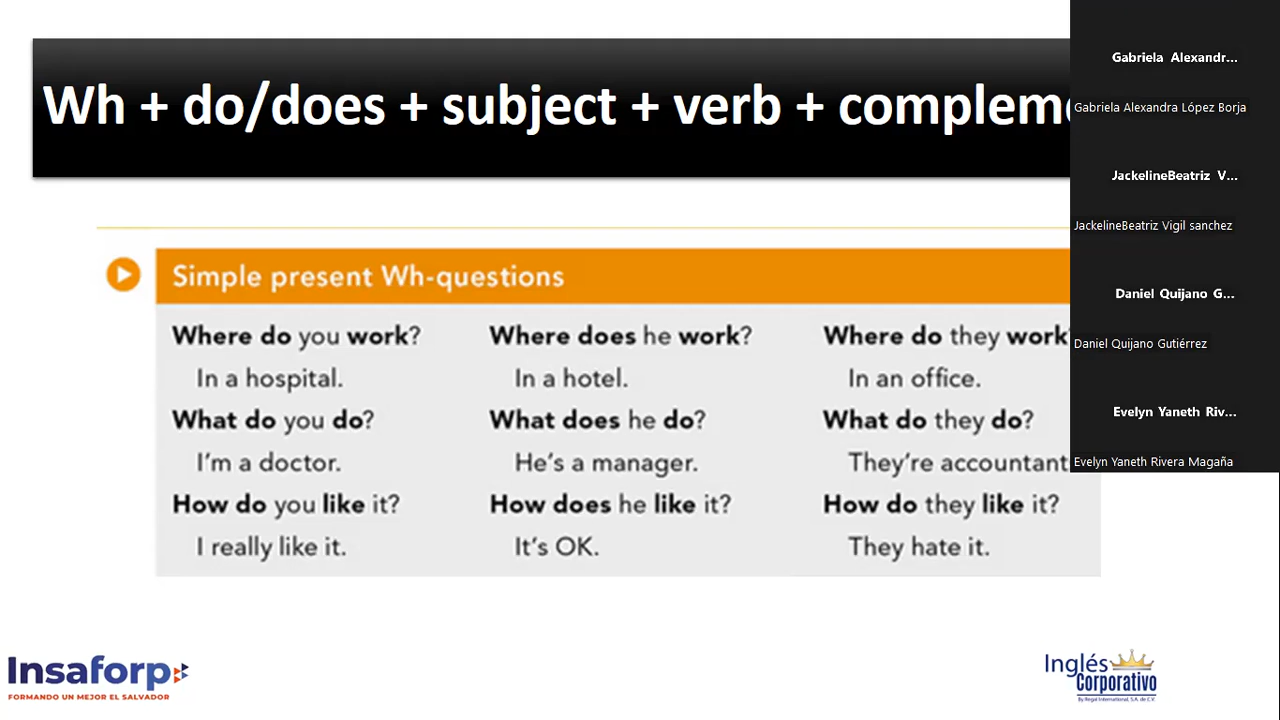 Wh + do/does + subject + verb + compleme
Simple present Wh-questions
Where do you work? Where does he work? Where do they work?
In a hospital. In a hotel. In an office.
What do you do? What does he do? What do they do?
I'm a doctor. He's a manager. They're accountant
How do you like it? How does he like it? How do they like it?
I really like it. It's OK. They hate it.
Gabriela Alexandr...
Gabriela Alexandra López Borja
JackelineBeatriz V...
JackelineBeatriz Vigil sanchez
Daniel Quijano G...
Daniel Quijano Gutiérrez
Evelyn Yaneth Riv...
Evelyn Yaneth Rivera Magaña
Insaforp
FORMANDO UN MEJOR EL SALVADOR
Inglés
Corporativo
By Regal International, S.A. de C.V.